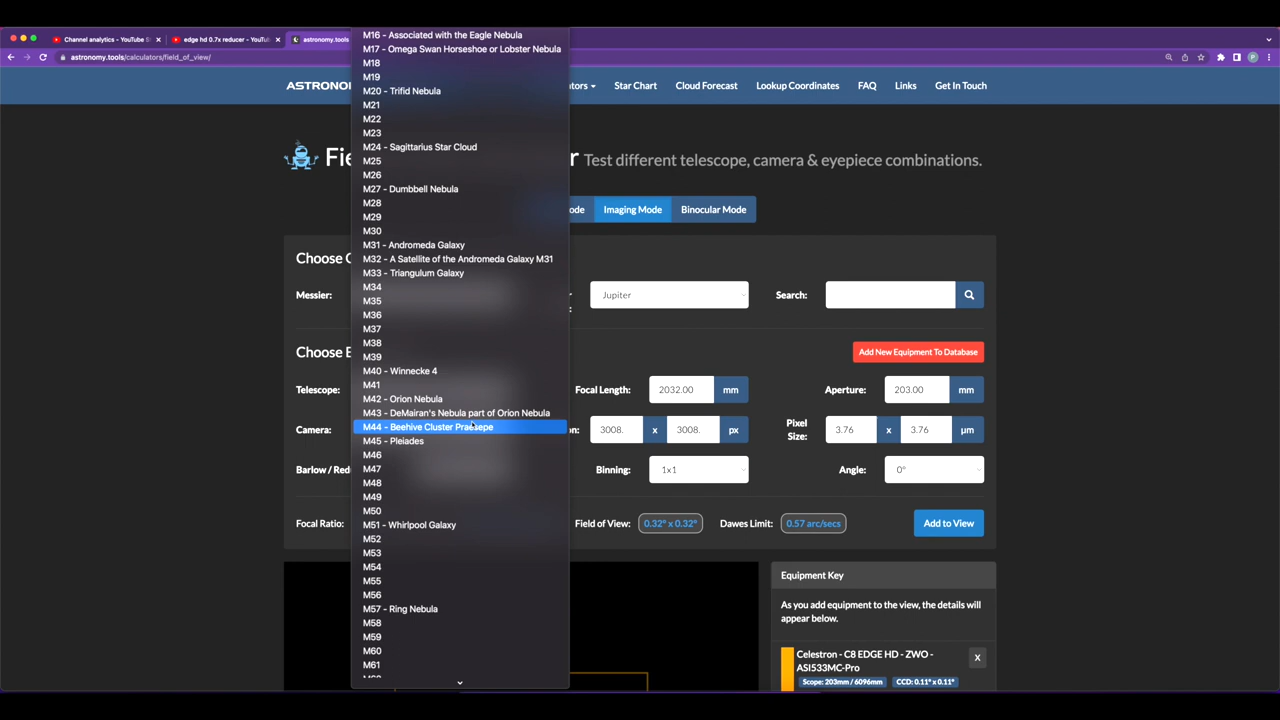 Channel analytics - YouTube S
edge hd 0.7x reducer - YouTu
astronomy.tools
astronomy.tools/calculators/field_of_view/
P
ASTRONO
tors
Star Chart
Cloud Forecast
Lookup Coordinates
FAQ
Links
Get In Touch
Fie
r Test different telescope, camera & eyepiece combinations.
ode
Imaging Mode
Binocular Mode
Choose
Messier:
Jupiter
Search:
Choose E
Add New Equipment To Database
Telescope:
Focal Length:
2032.00
mm
Aperture:
203.00
mm
Camera:
on:
3008.
x
3008.
px
Pixel
Size:
3.76
x
3.76
µm
Barlow / Red
Binning:
1x1
Angle:
0°
Focal Ratio:
Field of View:
0.32° x 0.32°
Dawes Limit:
0.57 arc/secs
Add to View
Equipment Key
As you add equipment to the view, the details will
appear below.
Celestron - C8 EDGE HD - ZWO -
ASI533MC-Pro
X
Scope: 203mm / 6096mm
CCD: 0.11° x 0.11°
M16 - Associated with the Eagle Nebula
M17 - Omega Swan Horseshoe or Lobster Nebula
M18
M19
M20 - Trifid Nebula
M21
M22
M23
M24 - Sagittarius Star Cloud
M25
M26
M27 - Dumbbell Nebula
M28
M29
M30
M31 - Andromeda Galaxy
M32 - A Satellite of the Andromeda Galaxy M31
M33 - Triangulum Galaxy
M34
M35
M36
M37
M38
M39
M40 - Winnecke 4
M41
M42 - Orion Nebula
M43 - DeMairan's Nebula part of Orion Nebula
M44 - Beehive Cluster Praesepe
M45 - Pleiades
M46
M47
M48
M49
M50
M51 - Whirlpool Galaxy
M52
M53
M54
M55
M56
M57 - Ring Nebula
M58
M59
M60
M61